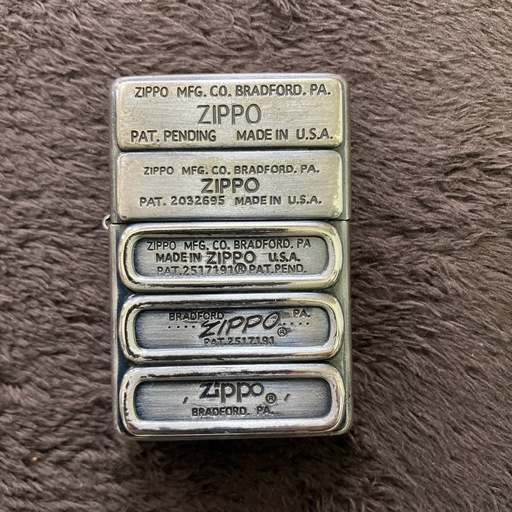 ZIPPO MFG. CO. BRADFORD. PA.
ZIPPO
PAT. PENDING MADE IN U.S.A.
ZIPPO MFG. CO. BRADFORD. PA.
ZIPPO
PAT. 2032695 MADE IN U.S.A.
ZIPPO MFG. CO. BRADFORD. PA
MADE IN ZIPPO U.S.A.
PAT.2517191® PAT.PEND.
BRADFORD PA.
.....ZIPPO®.....
PAT.2517191
, Zippo® ,
BRADFORD. PA.